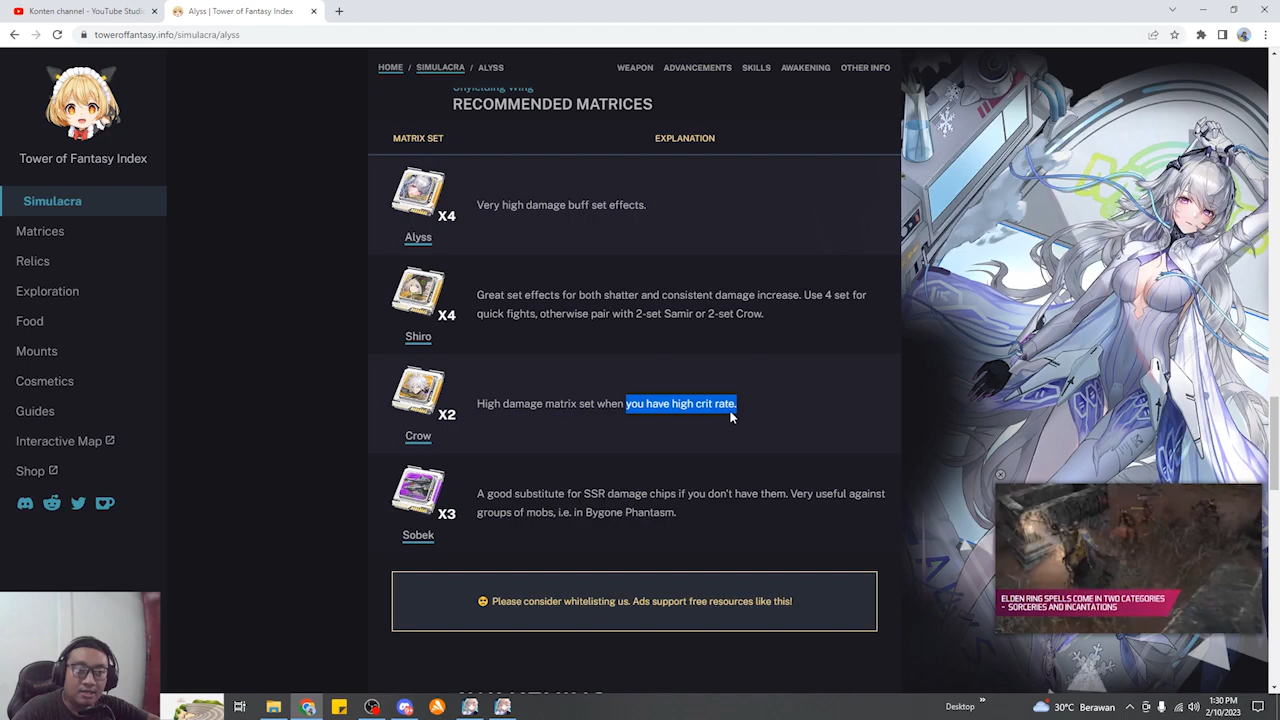 Konten channel - YouTube Studi
Alyss | Tower of Fantasy Index
toweroffantasy.info/simulacra/alyss
HOME / SIMULACRA / ALYSS
WEAPON ADVANCEMENTS SKILLS AWAKENING OTHER INFO
Tower of Fantasy Index
Simulacra
Matrices
Relics
Exploration
Food
Mounts
Cosmetics
Guides
Interactive Map
Shop
Unyielding Wing
RECOMMENDED MATRICES
MATRIX SET EXPLANATION
X4
Alyss
Very high damage buff set effects.
X4
Shiro
Great set effects for both shatter and consistent damage increase. Use 4 set for
quick fights, otherwise pair with 2-set Samir or 2-set Crow.
X2
Crow
High damage matrix set when you have high crit rate.
X3
Sobek
A good substitute for SSR damage chips if you don't have them. Very useful against
groups of mobs, i.e. in Bygone Phantasm.
Please consider whitelisting us. Ads support free resources like this!
ELDEN RING SPELLS COME IN TWO CATEGORIES
- SORCERIES AND INCANTATIONS
Desktop
30°C Berawan
1:30 PM
2/10/2023